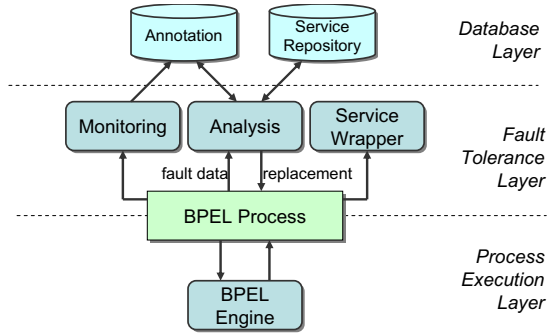 Annotation
Service
Repository
Database
Layer
Monitoring
Analysis
Service
Wrapper
Fault
Tolerance
Layer
fault data
replacement
BPEL Process
Process
Execution
Layer
BPEL
Engine